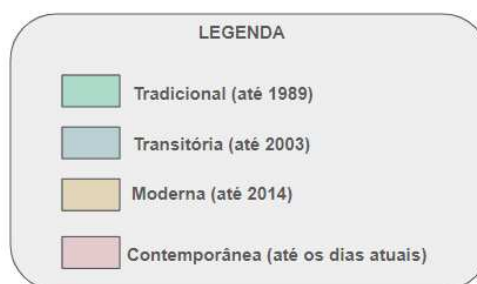 LEGENDA
Tradicional (até 1989)
Transitória (até 2003)
Moderna (até 2014)
Contemporânea (até os dias atuais)